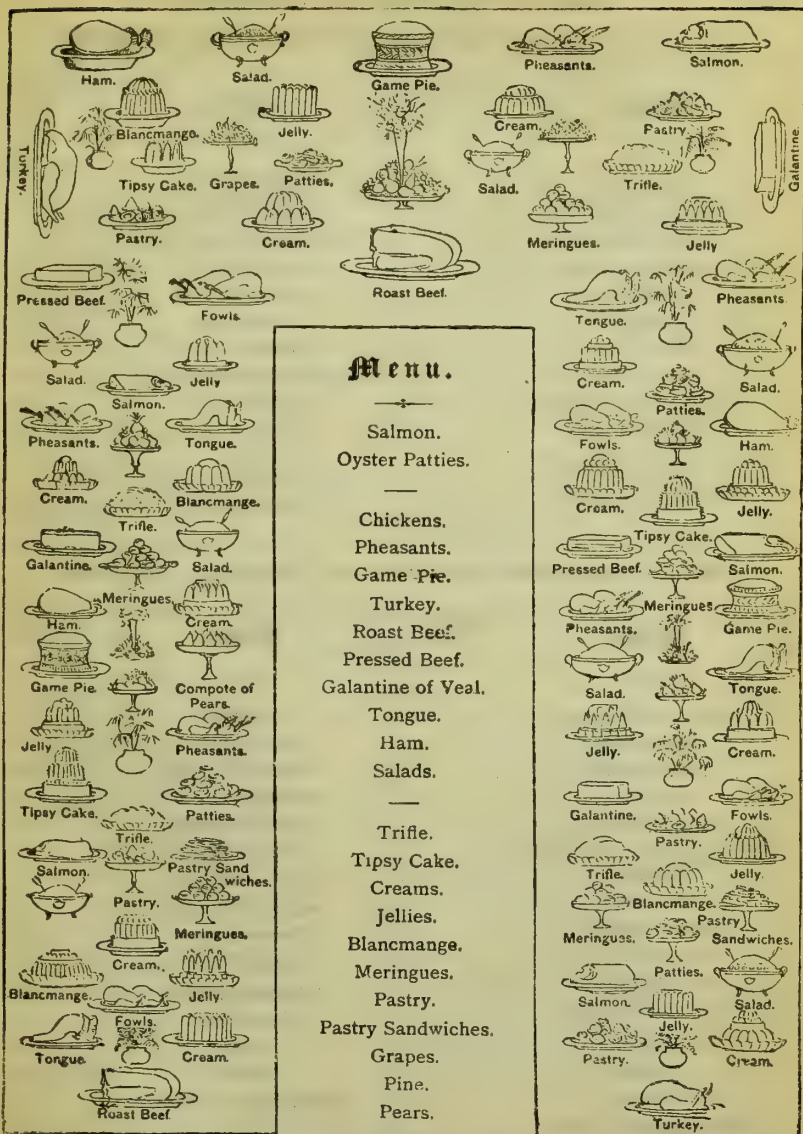 Ham.
Salad.
Game Pie.
Pheasants.
Salmon.
Turkey.
Blancmange.
Jelly.
Cream.
Pastry
Galantine.
Tipsy Cake.
Grapes.
Patties.
Salad.
Trifle.
Pastry.
Cream.
Meringues.
Jelly
Roast Beef.
Pressed Beef.
Fowls.
Salad.
Jelly
Salmon.
Pheasants.
Tongue.
Cream.
Blancmange.
Trifle.
Galantine.
Salad.
Meringues.
Ham.
Cream.
Game Pie.
Compote of
Pears.
Jelly
Pheasants.
Tipsy Cake.
Patties.
Trifle.
Salmon.
Pastry Sand
wiches.
Pastry.
Meringues.
Cream.
Blancmange.
Jelly.
Fowls.
Tongue.
Cream.
Roast Beef.
Menu.
Salmon.
Oyster Patties.
Chickens.
Pheasants.
Game Pie.
Turkey.
Roast Beef.
Pressed Beef.
Galantine of Veal.
Tongue.
Ham.
Salads.
Trifle.
Tipsy Cake.
Creams.
Jellies.
Blancmange.
Meringues.
Pastry.
Pastry Sandwiches.
Grapes.
Pine.
Pears.
Tongue.
Pheasants.
Cream.
Salad.
Patties.
Fowls.
Ham.
Cream.
Jelly.
Tipsy Cake.
Pressed Beef.
Salmon.
Meringues
Pheasants.
Game Pie.
Salad.
Tongue.
Jelly.
Cream.
Galantine.
Fowls.
Pastry.
Trifle.
Jelly.
Blancmange.
Pastry
Meringues.
Sandwiches.
Patties.
Salmon.
Salad.
Jelly.
Pastry.
Cream.
Turkey.